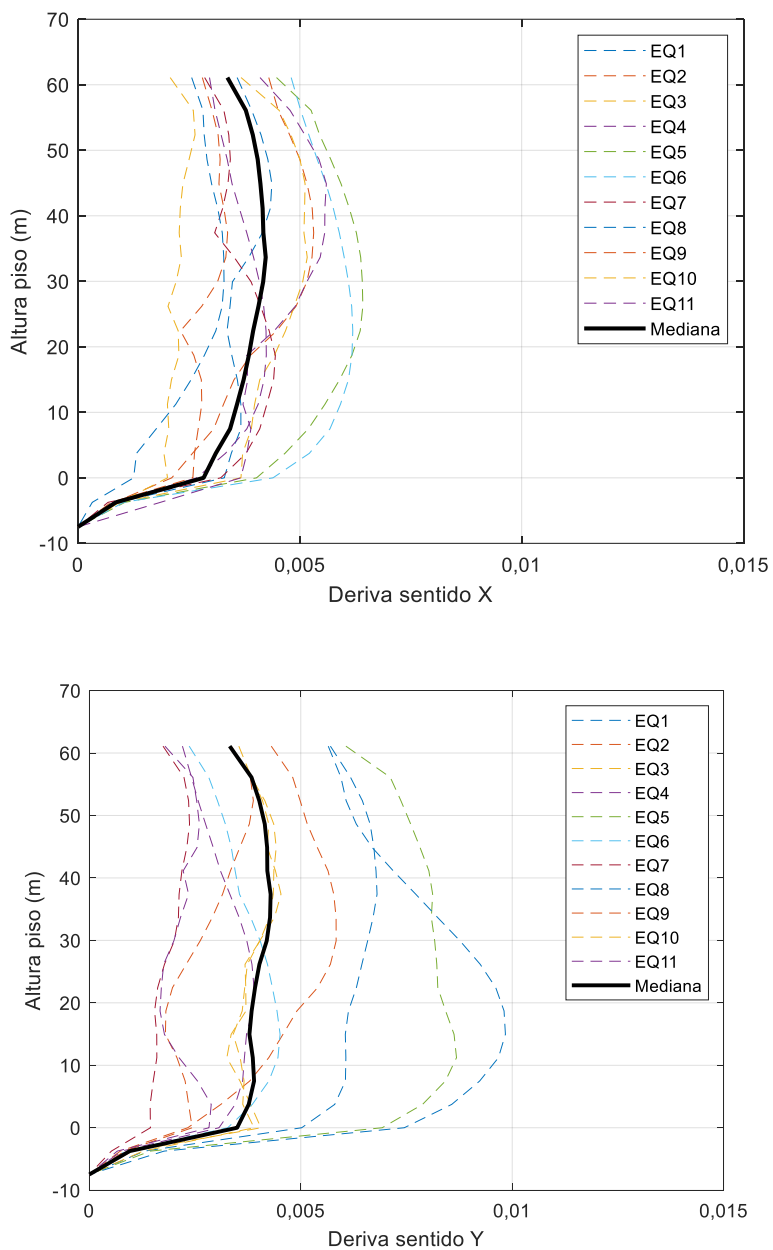 70
60
50
40
30
20
10
0
-10
Altura piso (m)
0
0,005
0,01
0,015
Deriva sentido X
EQ1
EQ2
EQ3
EQ4
EQ5
EQ6
EQ7
EQ8
EQ9
EQ10
EQ11
Mediana
70
60
50
40
30
20
10
0
-10
Altura piso (m)
0
0,005
0,01
0,015
Deriva sentido Y
EQ1
EQ2
EQ3
EQ4
EQ5
EQ6
EQ7
EQ8
EQ9
EQ10
EQ11
Mediana